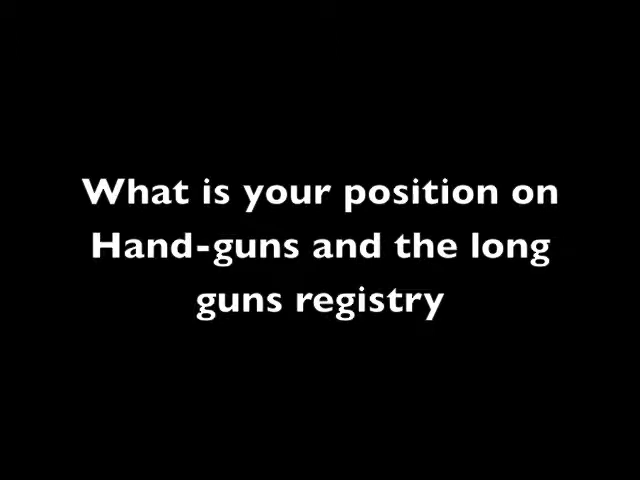 What is your position on
Hand-guns and the long
guns registry